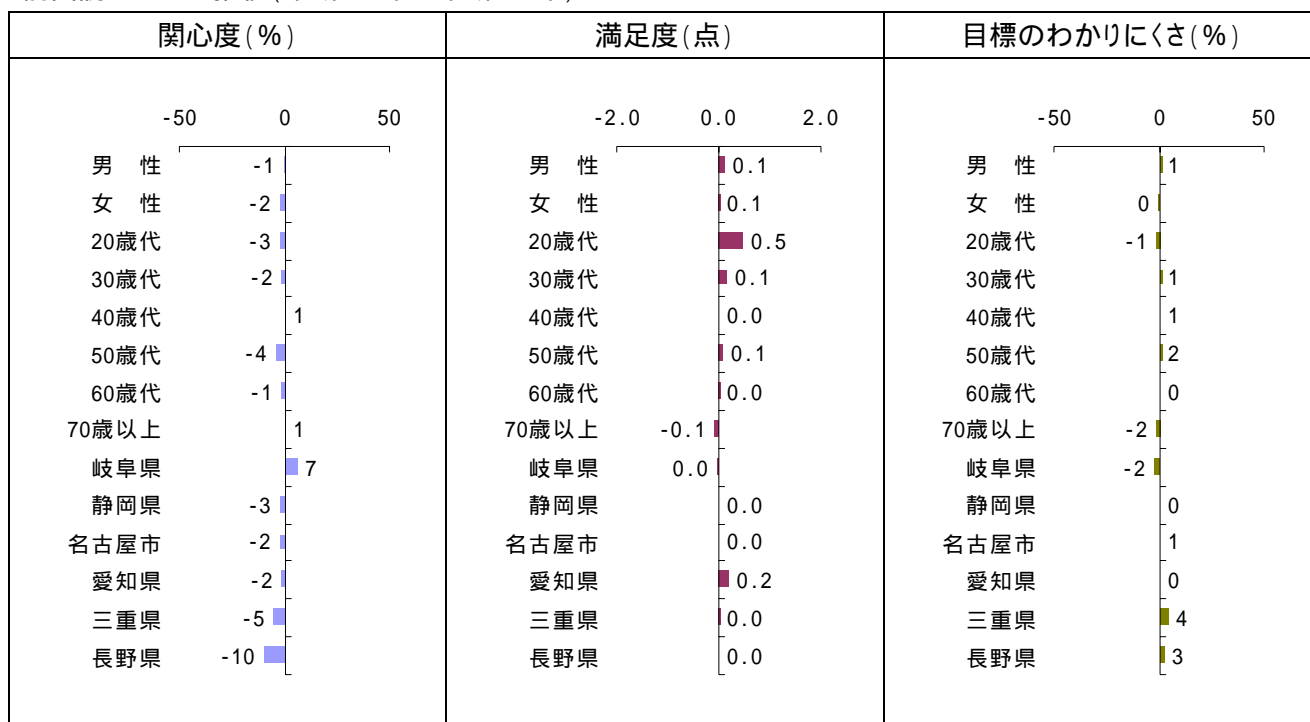 関心度(%)
-50 0 50
男 性 -1
女 性 -2
20歳代 -3
30歳代 -2
40歳代 1
50歳代 -4
60歳代 -1
70歳以上 1
岐阜県 7
静岡県 -3
名古屋市 -2
愛知県 -2
三重県 -5
長野県 -10
満足度(点)
-2.0 0.0 2.0
男 性 0.1
女 性 0.1
20歳代 0.5
30歳代 0.1
40歳代 0.0
50歳代 0.1
60歳代 0.0
70歳以上 -0.1
岐阜県 0.0
静岡県 0.0
名古屋市 0.0
愛知県 0.2
三重県 0.0
長野県 0.0
目標のわかりにくさ(%)
-50 0 50
男 性 1
女 性 0
20歳代 -1
30歳代 1
40歳代 1
50歳代 2
60歳代 0
70歳以上 -2
岐阜県 -2
静岡県 0
名古屋市 1
愛知県 0
三重県 4
長野県 3